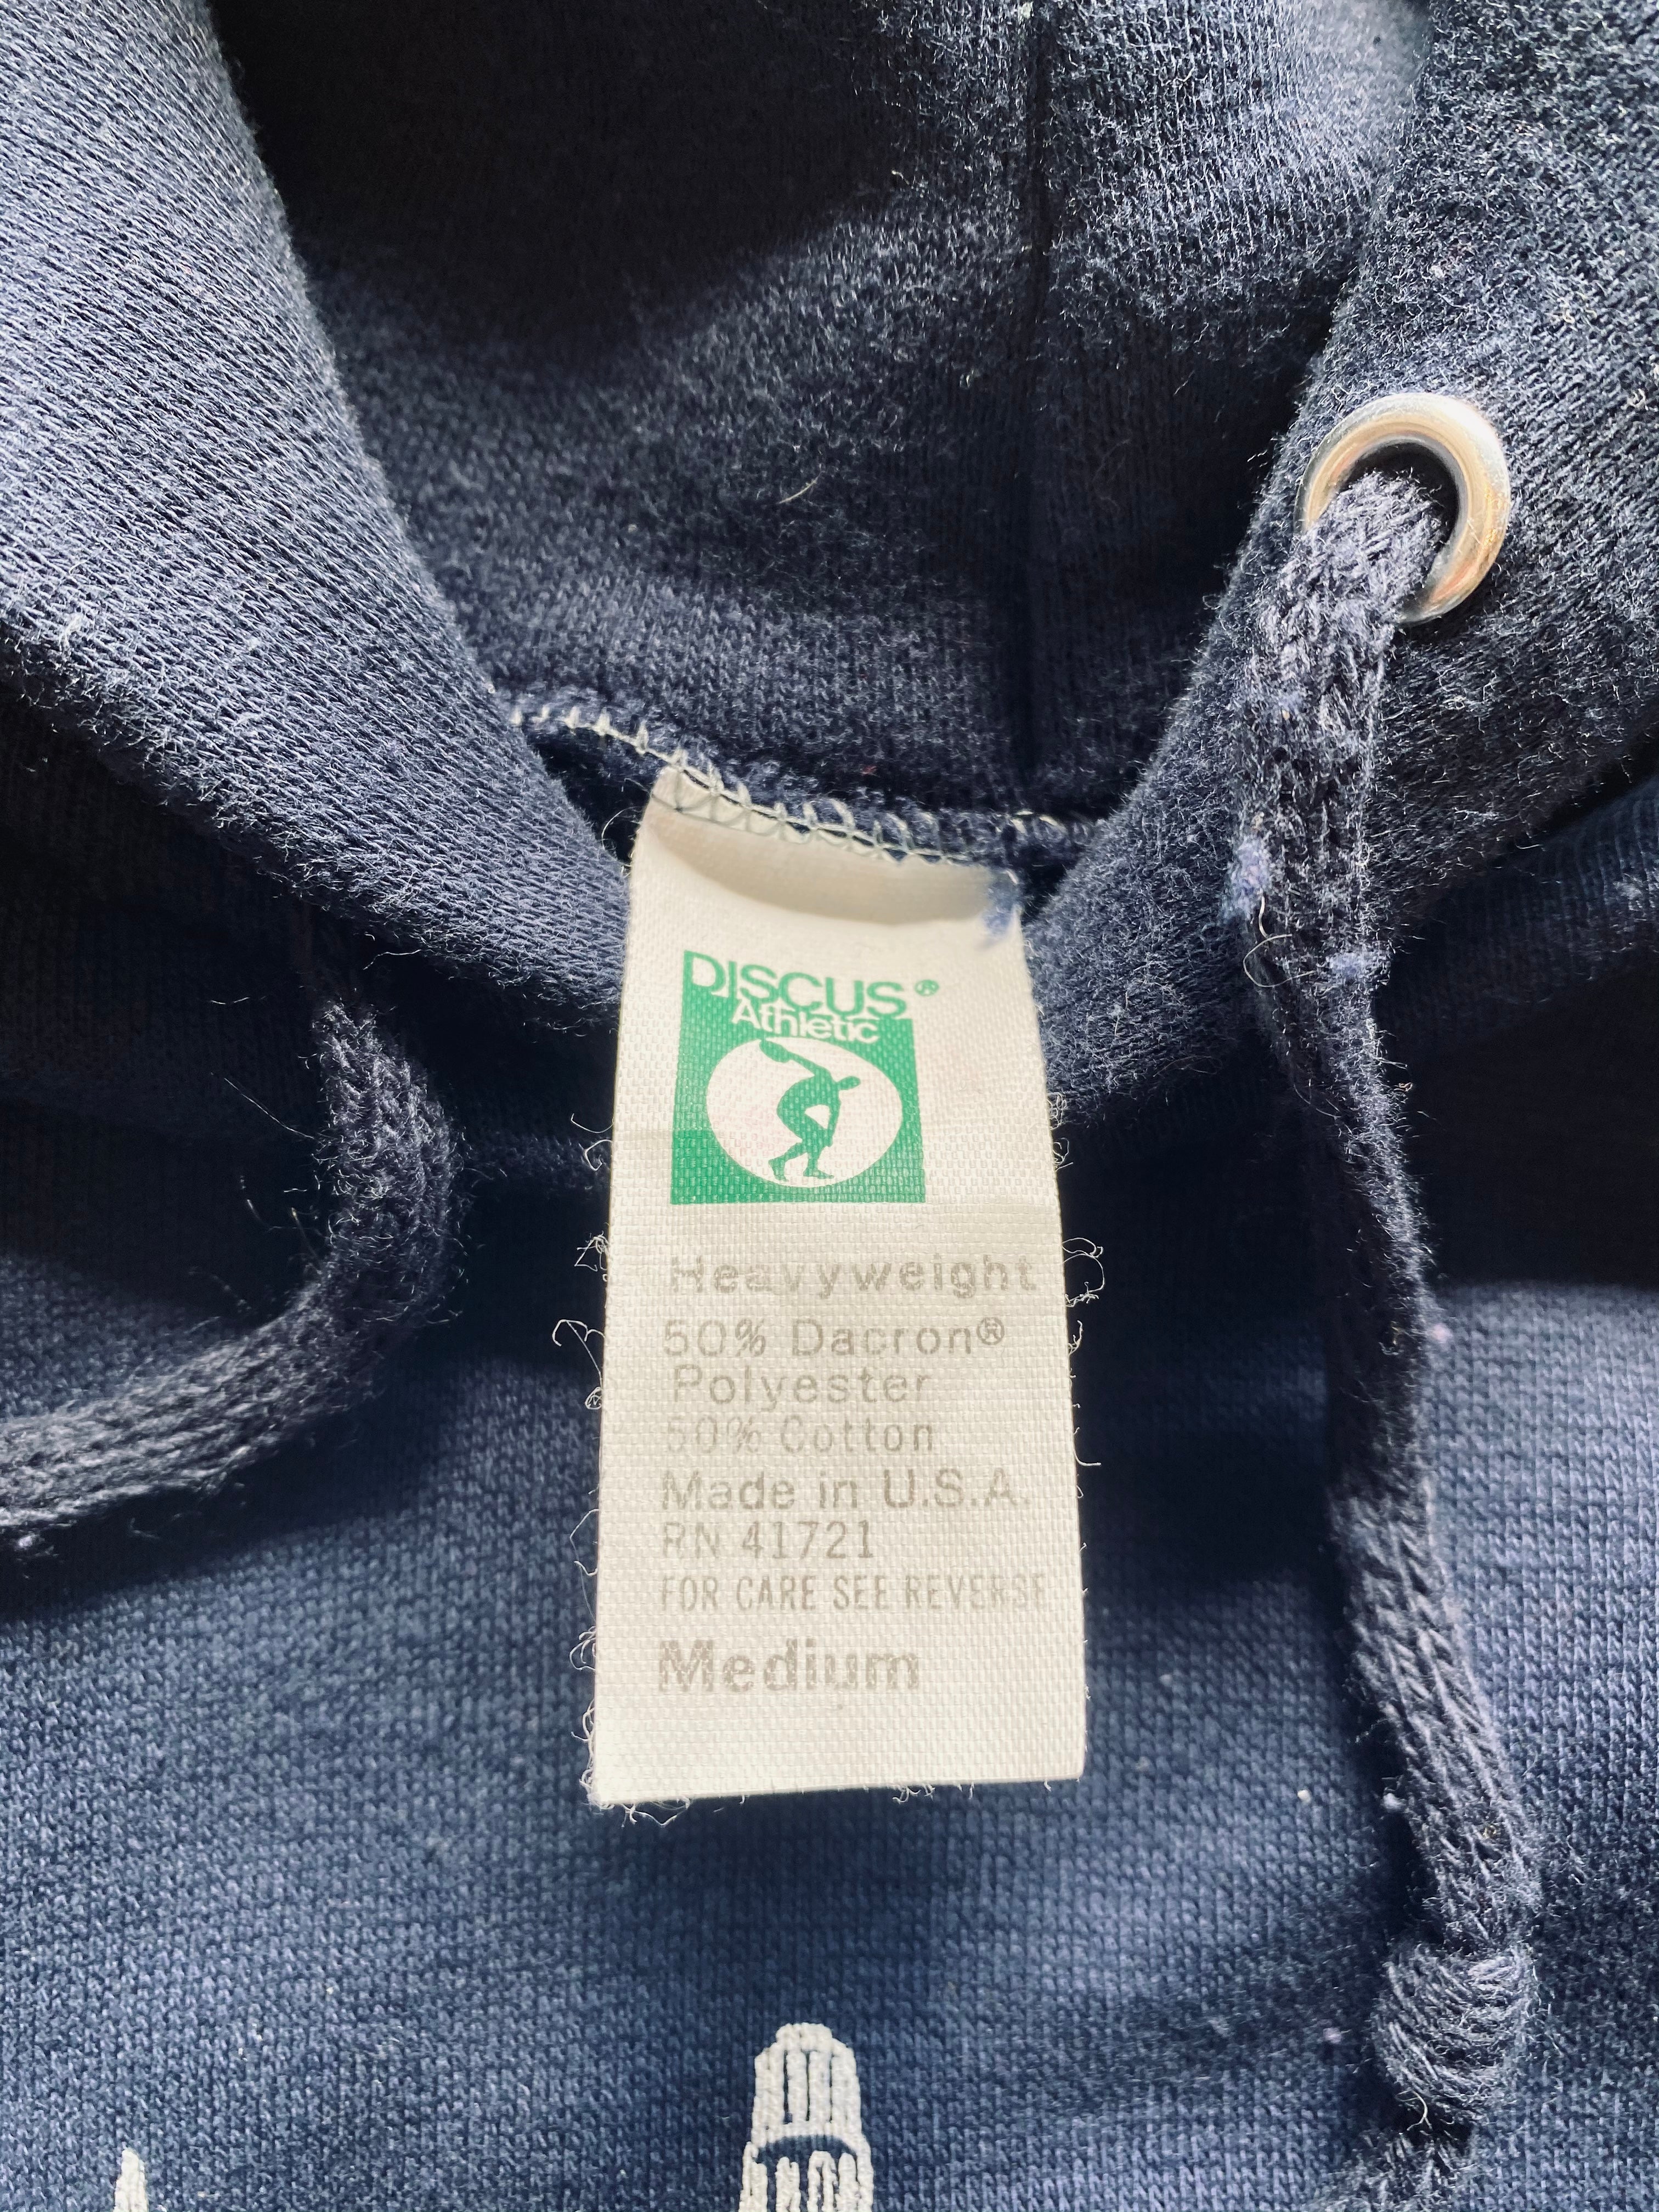 DISCUS®
Athletic
Heavyweight
50% Dacron®
Polyester
50% Cotton
Made in U.S.A.
RN 41721
FOR CARE SEE REVERSE
Medium